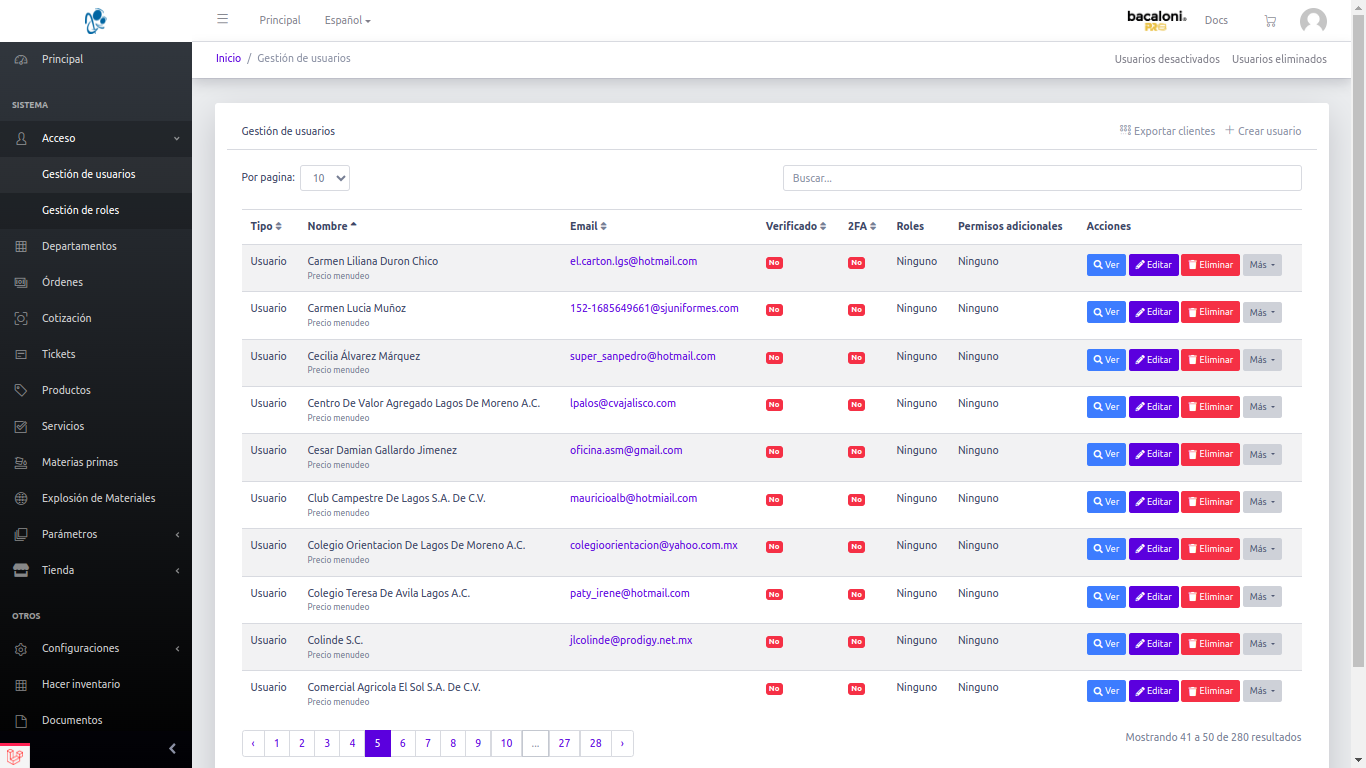 Principal
Español
bacaloni
PRO
Docs
Inicio / Gestión de usuarios
Usuarios desactivados
Usuarios eliminados
Principal
SISTEMA
Acceso
Gestión de usuarios
Gestión de roles
Departamentos
Órdenes
Cotización
Tickets
Productos
Servicios
Materias primas
Explosión de Materiales
Parámetros
Tienda
OTROS
Configuraciones
Hacer inventario
Documentos
Gestión de usuarios
Exportar clientes
Crear usuario
Por pagina: 10
Buscar...
Tipo Nombre Email Verificado 2FA Roles Permisos adicionales Acciones
Usuario Carmen Liliana Duron Chico el.carton.lgs@hotmail.com No No Ninguno Ninguno Ver Editar Eliminar Más
Precio menudeo
Usuario Carmen Lucia Muñoz 152-1685649661@sjuniformes.com No No Ninguno Ninguno Ver Editar Eliminar Más
Precio menudeo
Usuario Cecilia Álvarez Márquez super_sanpedro@hotmail.com No No Ninguno Ninguno Ver Editar Eliminar Más
Precio menudeo
Usuario Centro De Valor Agregado Lagos De Moreno A.C. lpalos@cvajalisco.com No No Ninguno Ninguno Ver Editar Eliminar Más
Precio menudeo
Usuario Cesar Damian Gallardo Jimenez oficina.asm@gmail.com No No Ninguno Ninguno Ver Editar Eliminar Más
Precio menudeo
Usuario Club Campestre De Lagos S.A. De C.V. mauricioalb@hotmiail.com No No Ninguno Ninguno Ver Editar Eliminar Más
Precio menudeo
Usuario Colegio Orientacion De Lagos De Moreno A.C. colegioorientacion@yahoo.com.mx No No Ninguno Ninguno Ver Editar Eliminar Más
Precio menudeo
Usuario Colegio Teresa De Avila Lagos A.C. paty_irene@hotmail.com No No Ninguno Ninguno Ver Editar Eliminar Más
Precio menudeo
Usuario Colinde S.C. jlcolinde@prodigy.net.mx No No Ninguno Ninguno Ver Editar Eliminar Más
Precio menudeo
Usuario Comercial Agricola El Sol S.A. De C.V. No No Ninguno Ninguno Ver Editar Eliminar Más
Precio menudeo
‹ 1 2 3 4 5 6 7 8 9 10 ... 27 28 ›
Mostrando 41 a 50 de 280 resultados